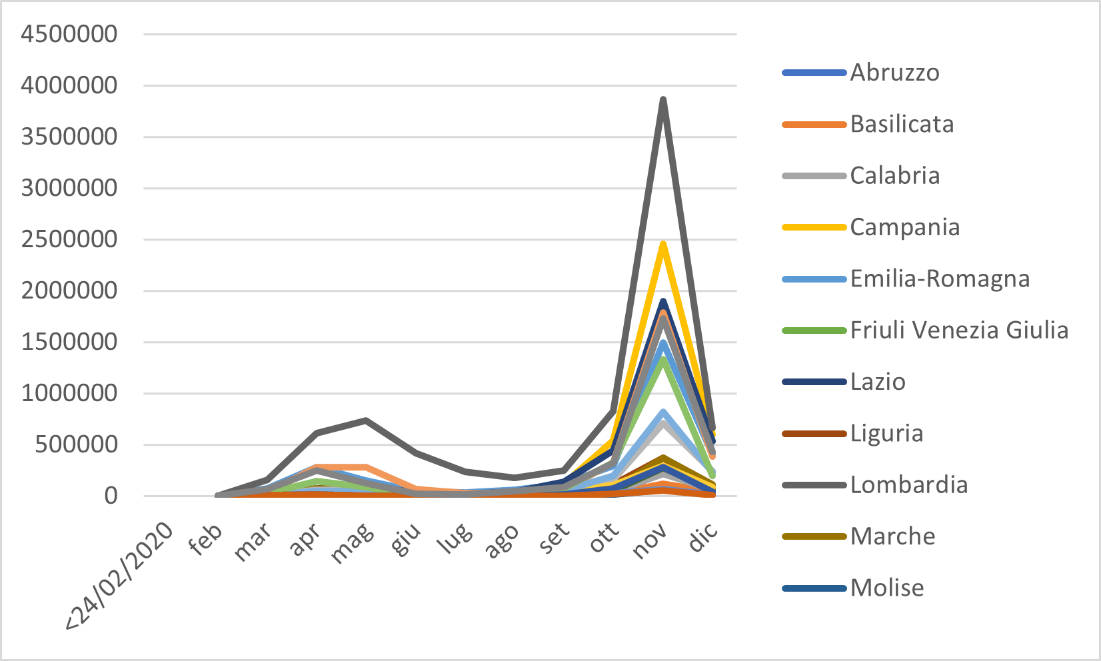 4500000
4000000
3500000
3000000
2500000
2000000
1500000
1000000
500000
0
<24/02/2020
feb
mar
apr
mag
giu
lug
ago
set
ott
nov
dic
Abruzzo
Basilicata
Calabria
Campania
Emilia-Romagna
Friuli Venezia Giulia
Lazio
Liguria
Lombardia
Marche
Molise